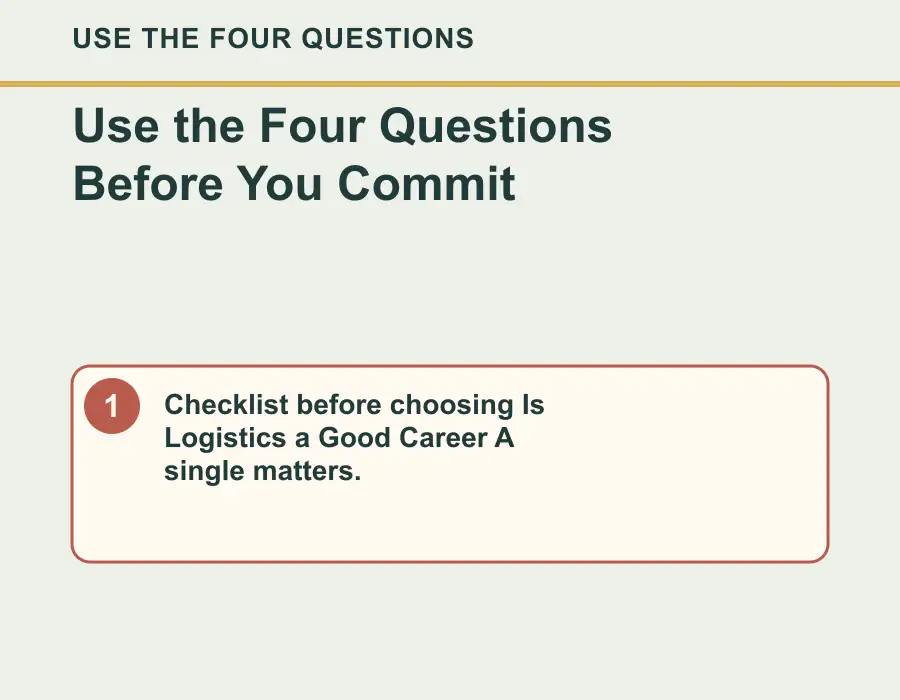 USE THE FOUR QUESTIONS
Use the Four Questions
Before You Commit
1
Checklist before choosing Is
Logistics a Good Career A
single matters.